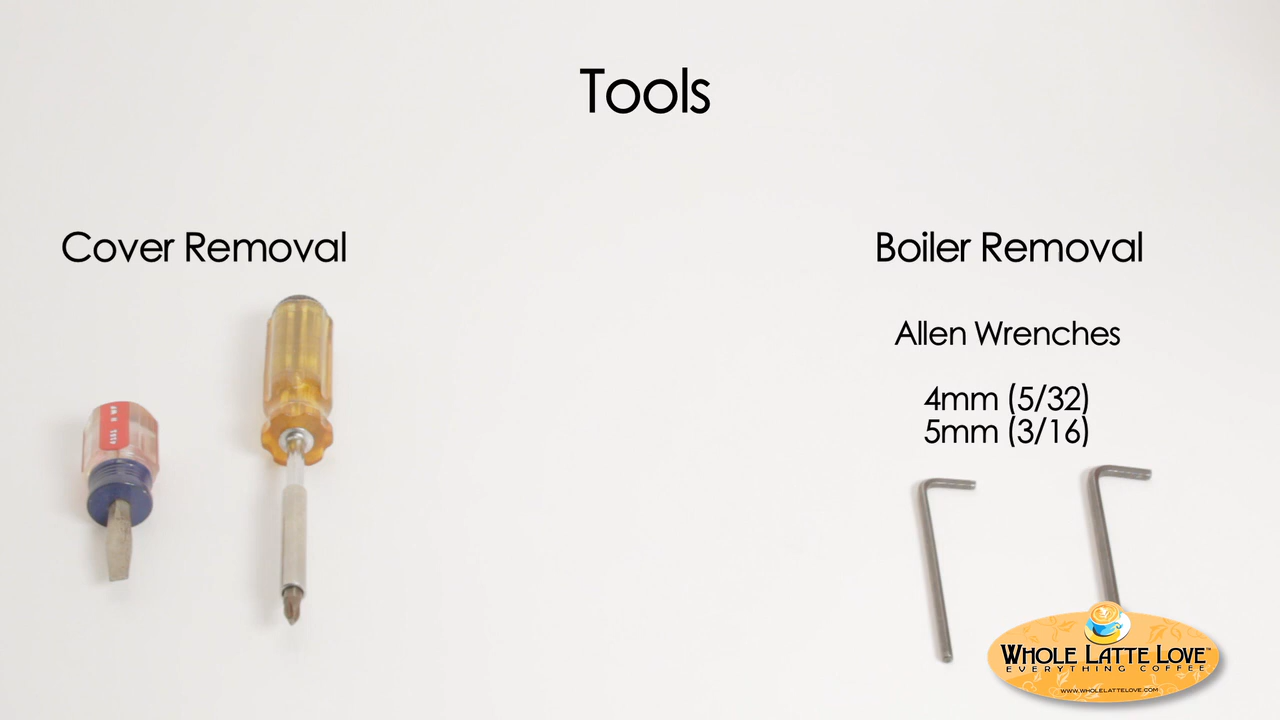 Tools
Cover Removal
Boiler Removal
Allen Wrenches
4mm (5/32)
5mm (3/16)
WHOLE LATTE LOVE™
EVERYTHING COFFEE
WWW.WHOLELATTELOVE.COM